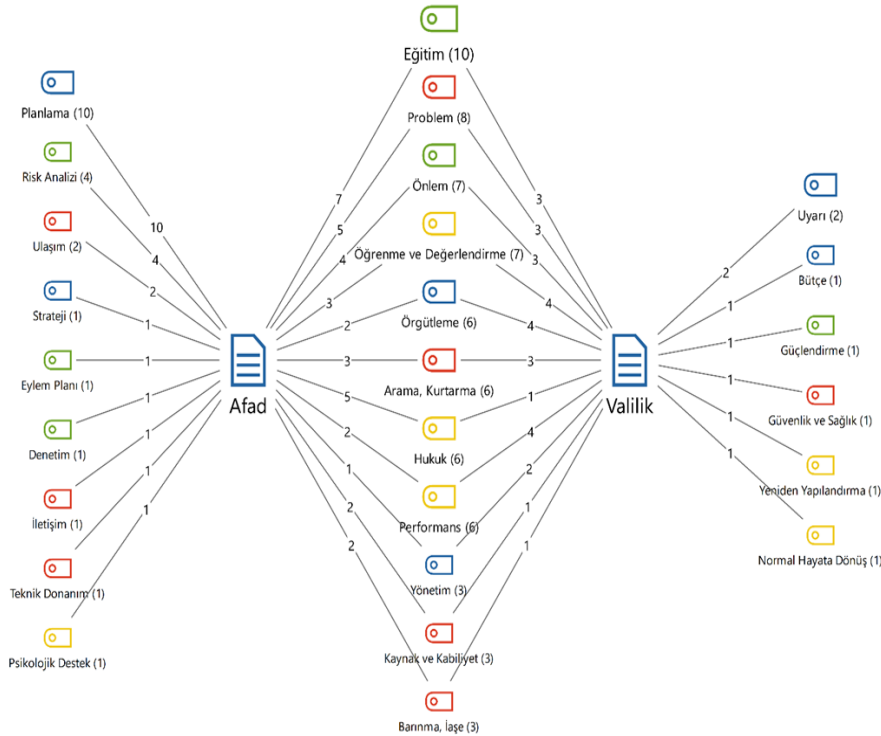 Eğitim (10)
Planlama (10)
Problem (8)
Risk Analizi (4)
Önlem (7)
Uyarı (2)
Ulaşım (2)
Öğrenme ve Değerlendirme (7)
Bütçe (1)
Strateji (1)
Örgütleme (6)
Güçlendirme (1)
Eylem Planı (1)
Afad
Arama, Kurtarma (6)
Valilik
Güvenlik ve Sağlık (1)
Denetim (1)
Hukuk (6)
Yeniden Yapılandırma (1)
İletişim (1)
Performans (6)
Normal Hayata Dönüş (1)
Teknik Donanım (1)
Yönetim (3)
Psikolojik Destek (1)
Kaynak ve Kabiliyet (3)
Barınma, İaşe (3)
10
4
2
1
1
1
1
1
1
7
5
4
3
2
3
5
2
1
2
2
3
3
3
4
4
3
1
4
2
1
1
2
1
1
1
1
1